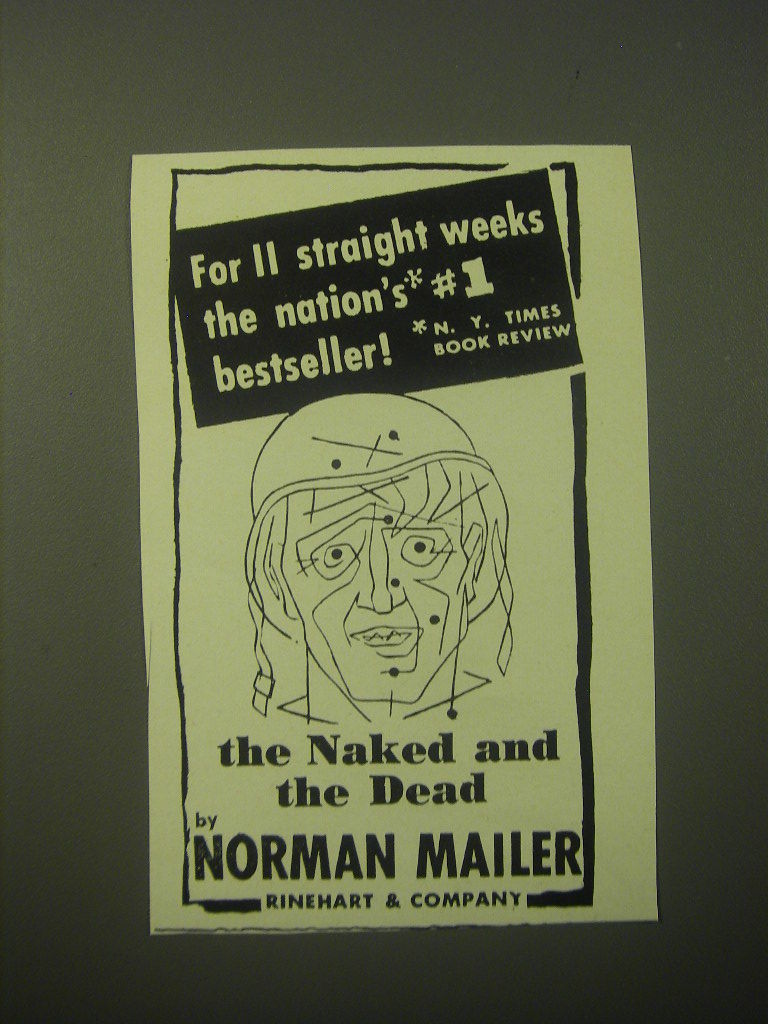 For 11 straight weeks
the nation's* #1
bestseller!
* N. Y. TIMES
BOOK REVIEW
the Naked and
the Dead
by
NORMAN MAILER
RINEHART & COMPANY